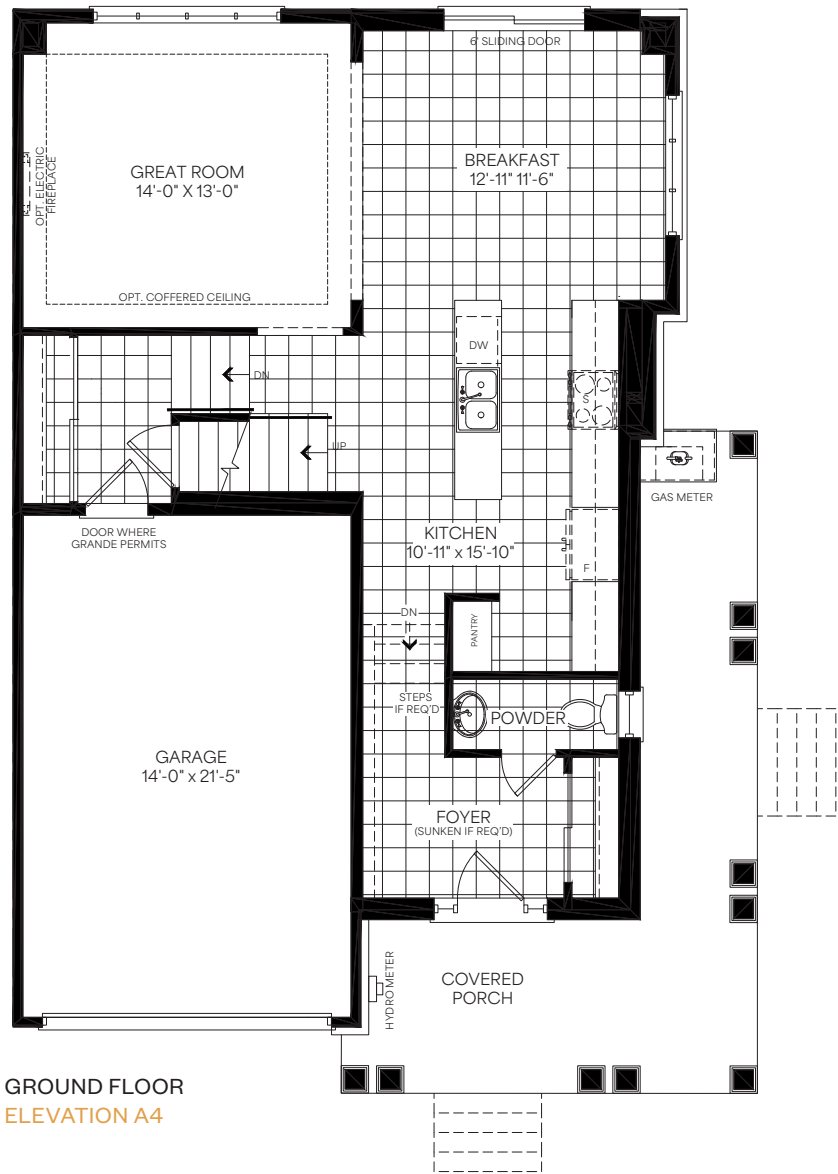 6' SLIDING DOOR
GREAT ROOM
14'-0" X 13'-0"
BREAKFAST
12'-11" 11'-6"
OPT. ELECTRIC
FIREPLACE
OPT. COFFERED CEILING
DW
DN
S
UP
GAS METER
DOOR WHERE
GRANDE PERMITS
KITCHEN
10'-11" x 15'-10"
F
DN
PANTRY
STEPS
IF REQ'D
POWDER
GARAGE
14'-0" x 21'-5"
FOYER
(SUNKEN IF REQ'D)
HYDRO METER
COVERED
PORCH
GROUND FLOOR
ELEVATION A4